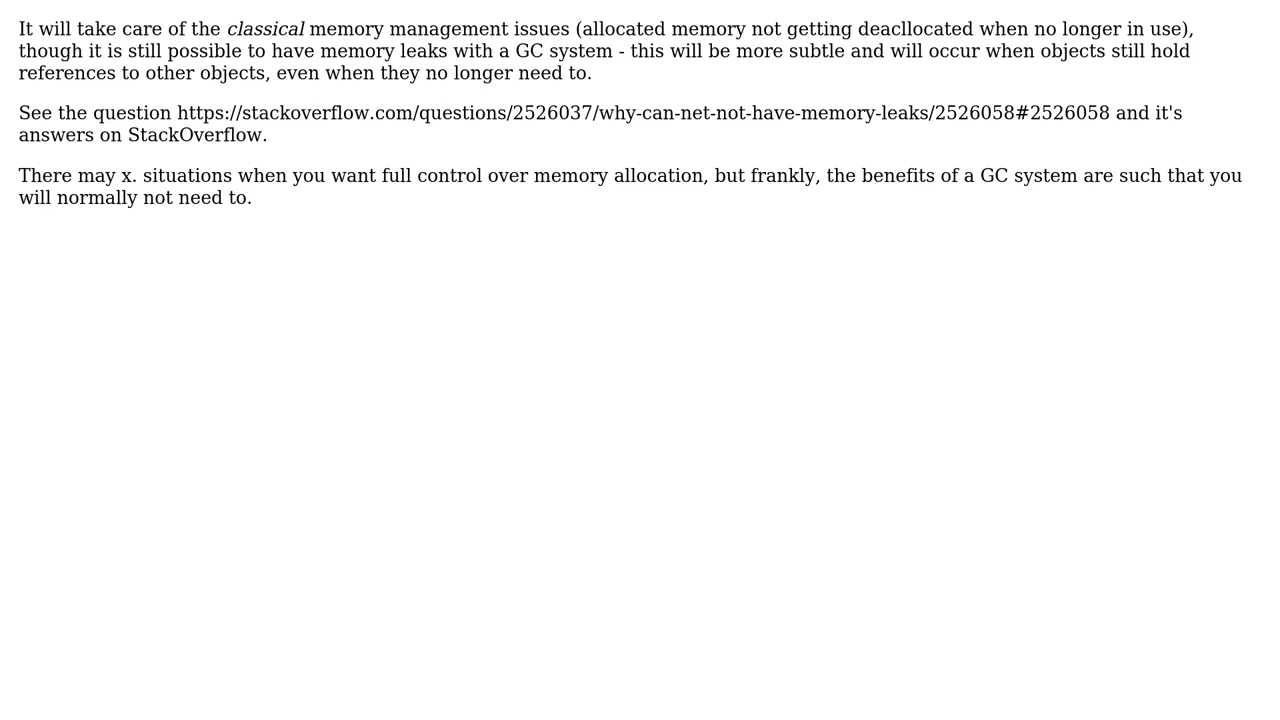 It will take care of the classical memory management issues (allocated memory not getting deacllocated when no longer in use),
though it is still possible to have memory leaks with a GC system - this will be more subtle and will occur when objects still hold
references to other objects, even when they no longer need to.
See the question https://stackoverflow.com/questions/2526037/why-can-net-not-have-memory-leaks/2526058#2526058 and it's
answers on StackOverflow.
There may x. situations when you want full control over memory allocation, but frankly, the benefits of a GC system are such that you
will normally not need to.